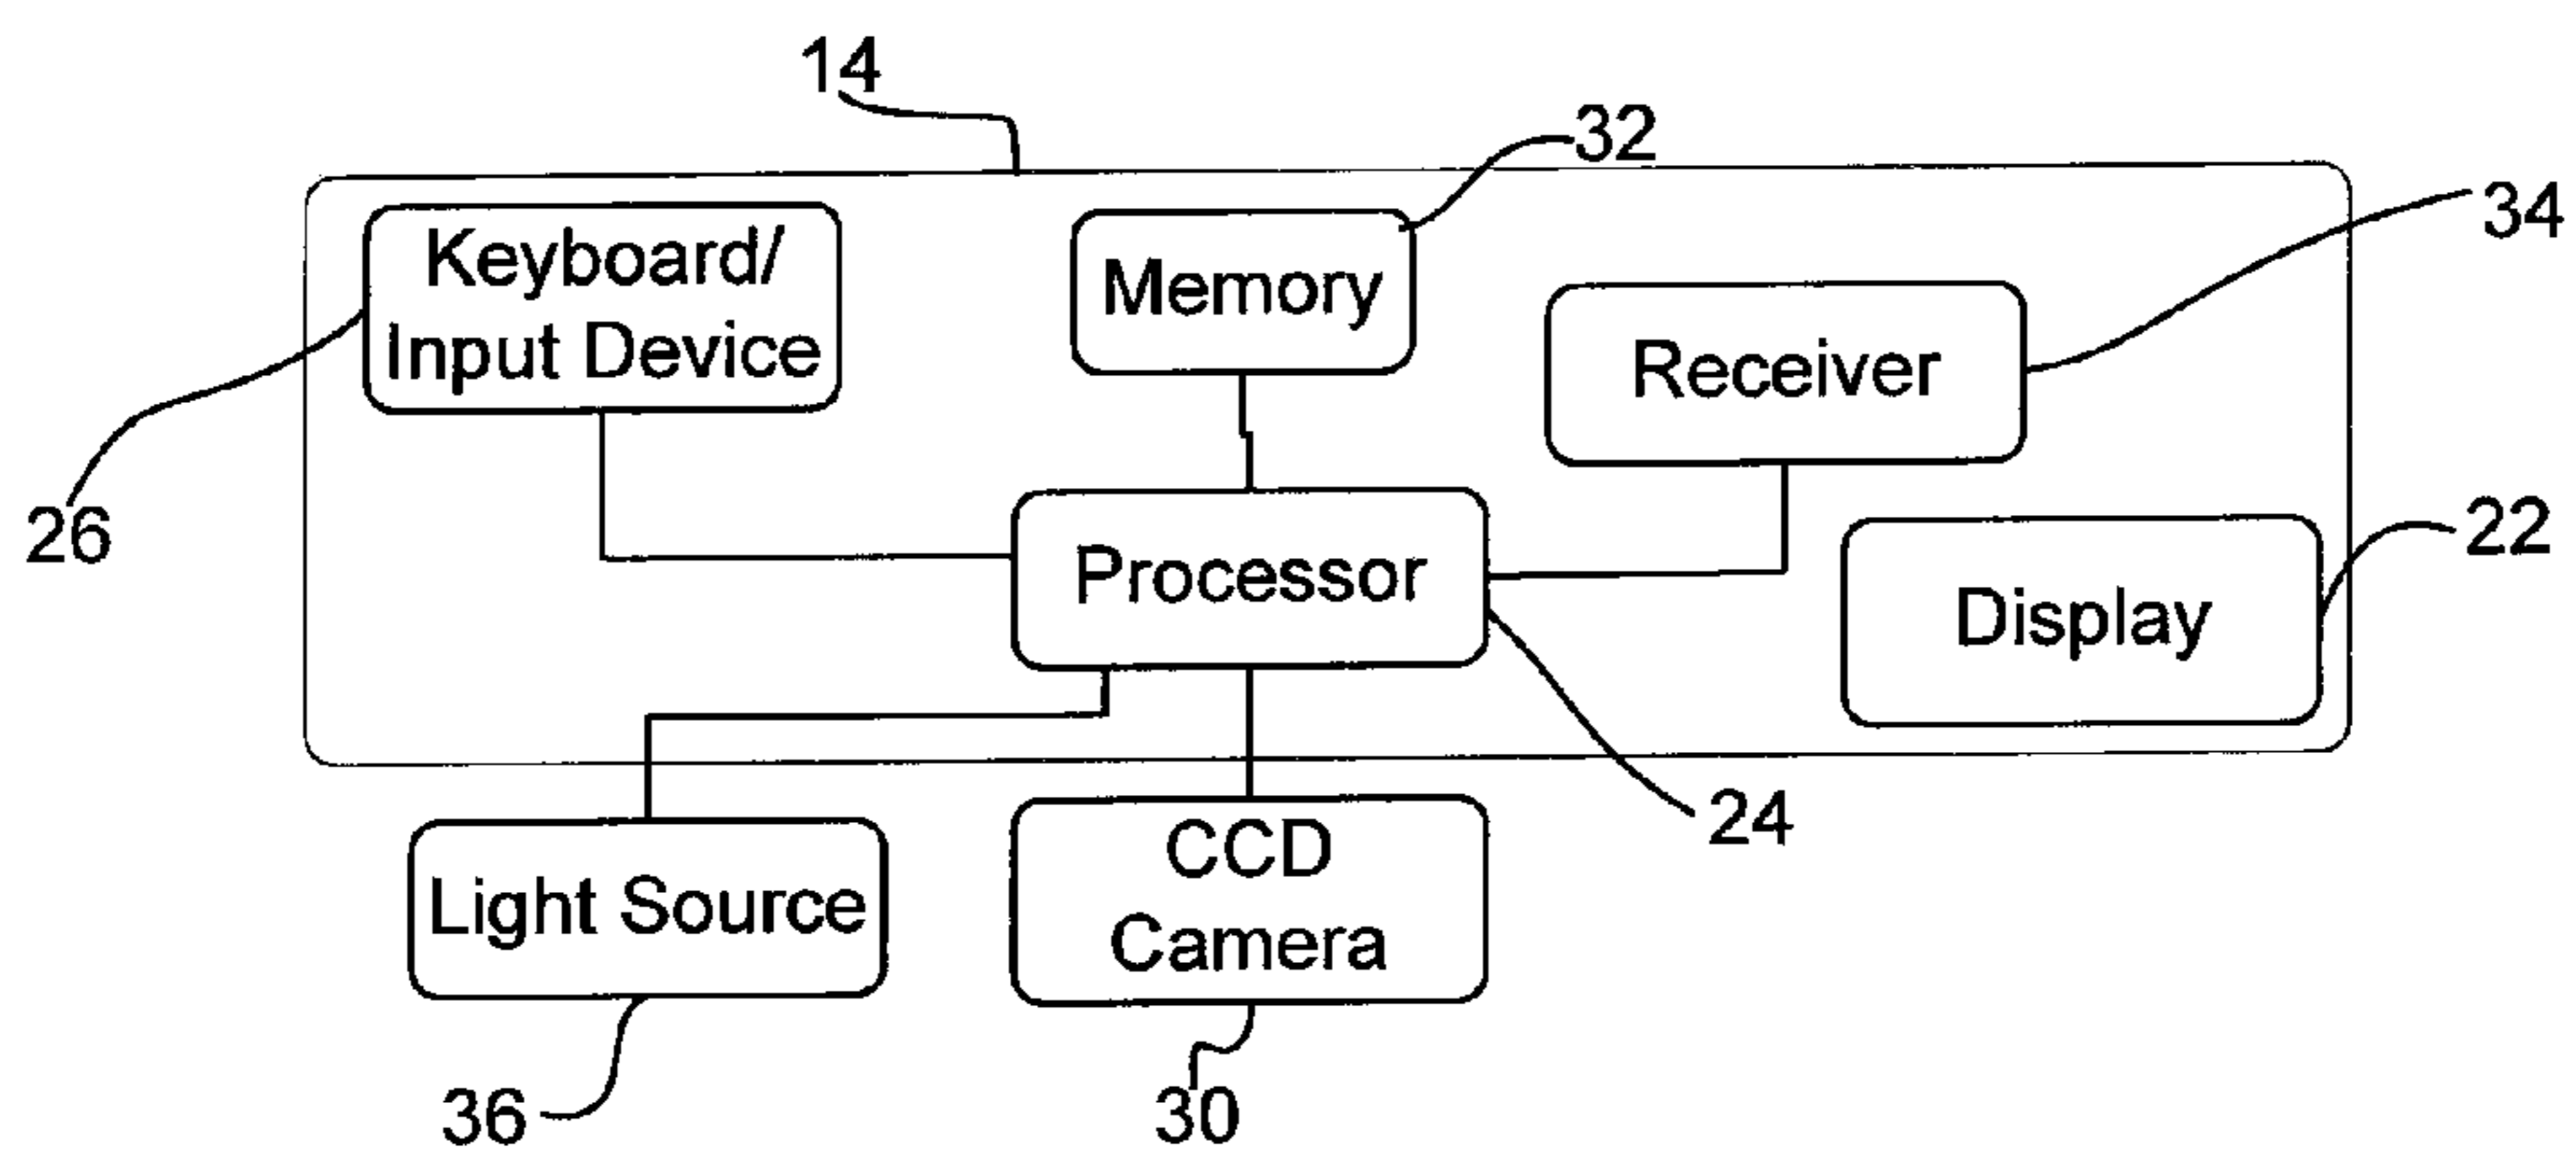 14
32
34
Keyboard/
Input Device
Memory
Receiver
26
22
Processor
Display
24
Light Source
CCD
Camera
36
30